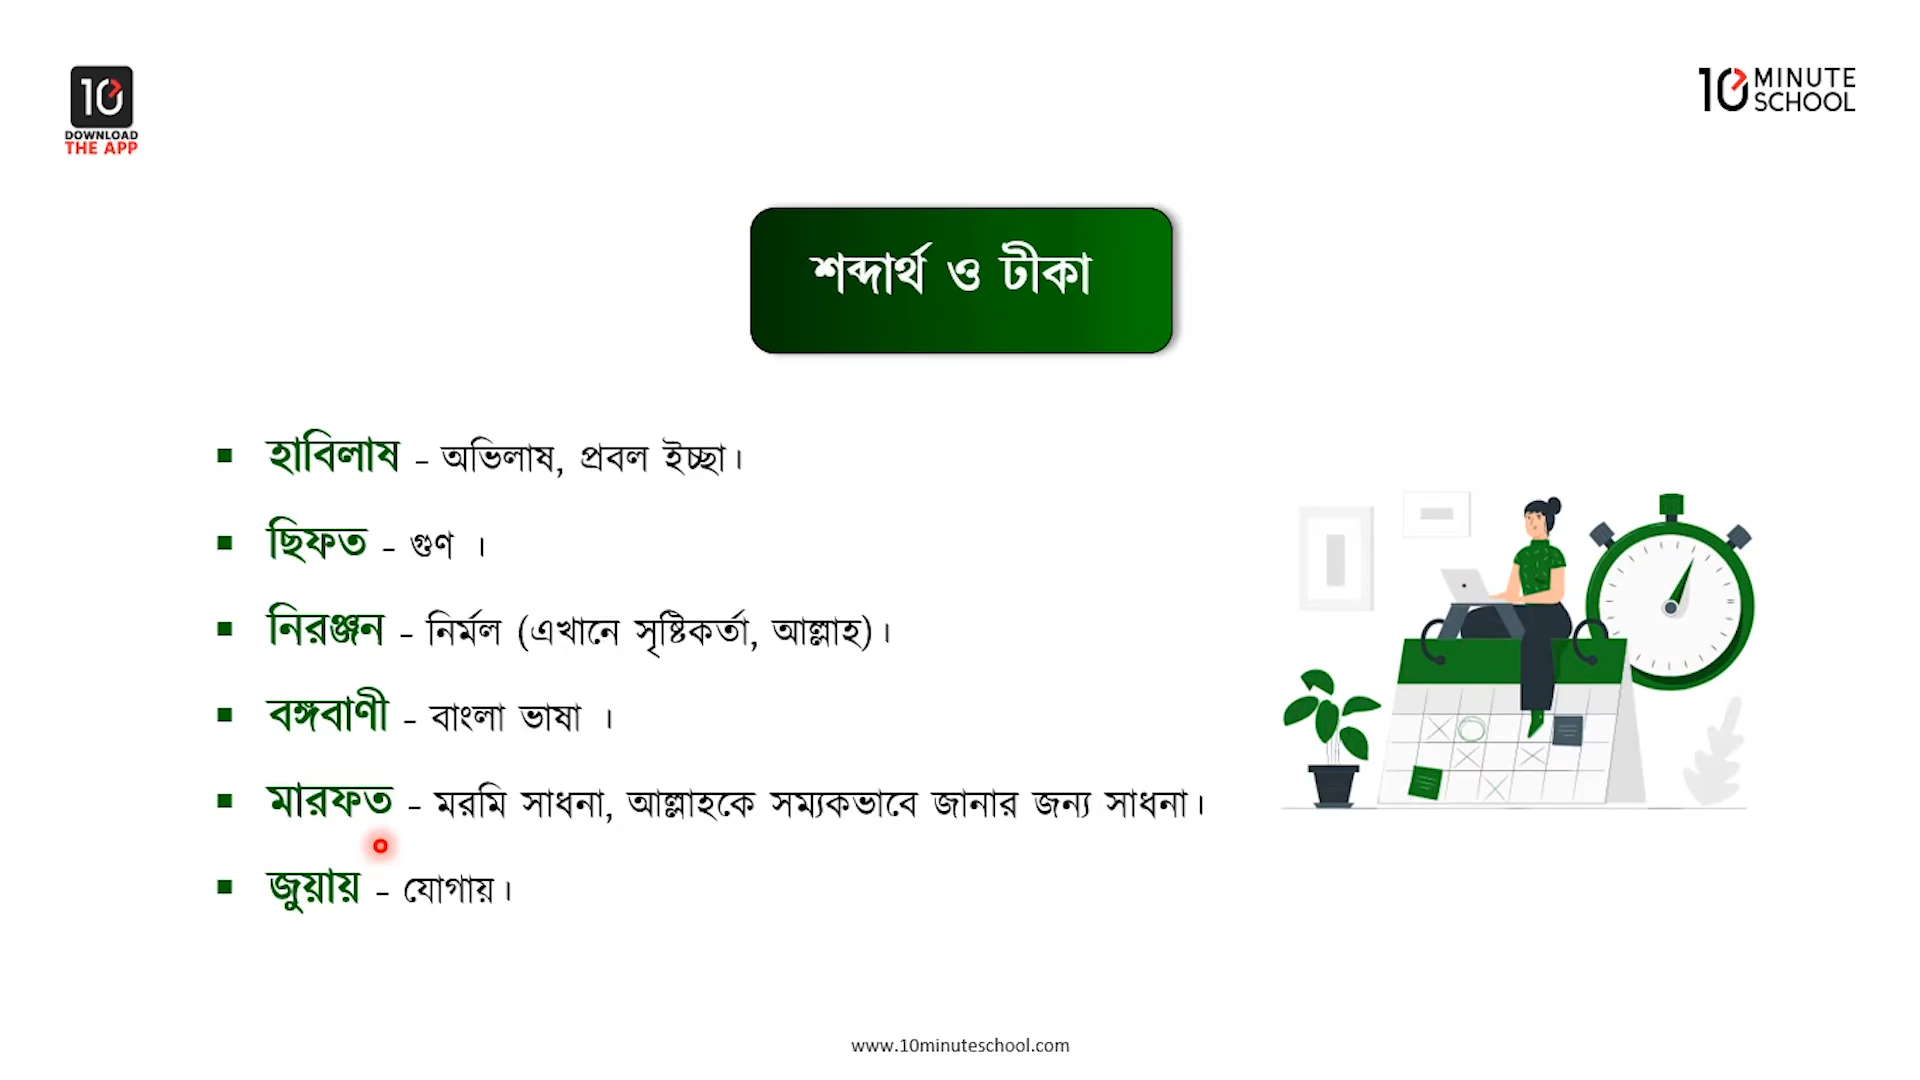 10
DOWNLOAD
THE APP
10 MINUTE SCHOOL
শব্দার্থ ও টীকা
▪ হাবিলাষ – অভিলাষ, প্রবল ইচ্ছা।
▪ ছিফত – গুণ ।
▪ নিরঞ্জন – নির্মল (এখানে সৃষ্টিকর্তা, আল্লাহ)।
▪ বঙ্গবাণী – বাংলা ভাষা ।
▪ মারফত – মরমি সাধনা, আল্লাহকে সম্যকভাবে জানার জন্য সাধনা।
▪ জুয়ায় – যোগায়।
www.10minuteschool.com